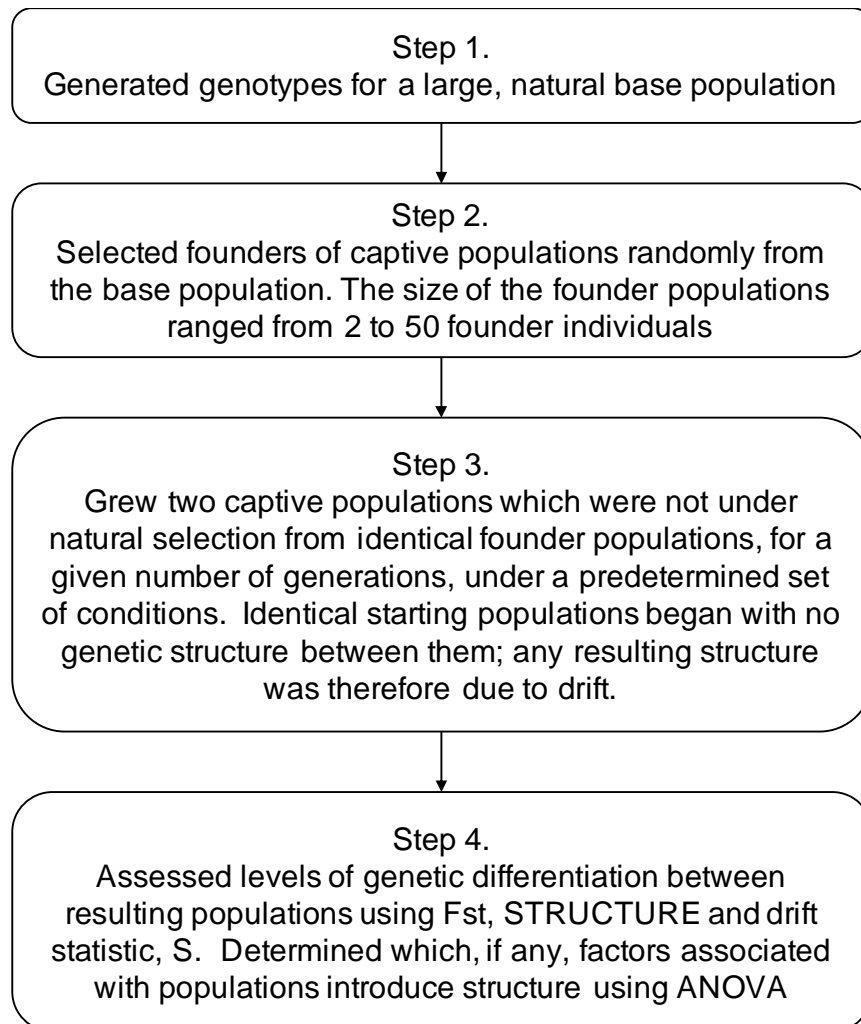 Step 1.
Generated genotypes for a large, natural base population
Step 2.
Selected founders of captive populations randomly from
the base population. The size of the founder populations
ranged from 2 to 50 founder individuals
Step 3.
Grew two captive populations which were not under
natural selection from identical founder populations, for a
given number of generations, under a predetermined set
of conditions. Identical starting populations began with no
genetic structure between them; any resulting structure
was therefore due to drift.
Step 4.
Assessed levels of genetic differentiation between
resulting populations using Fst, STRUCTURE and drift
statistic, S. Determined which, if any, factors associated
with populations introduce structure using ANOVA